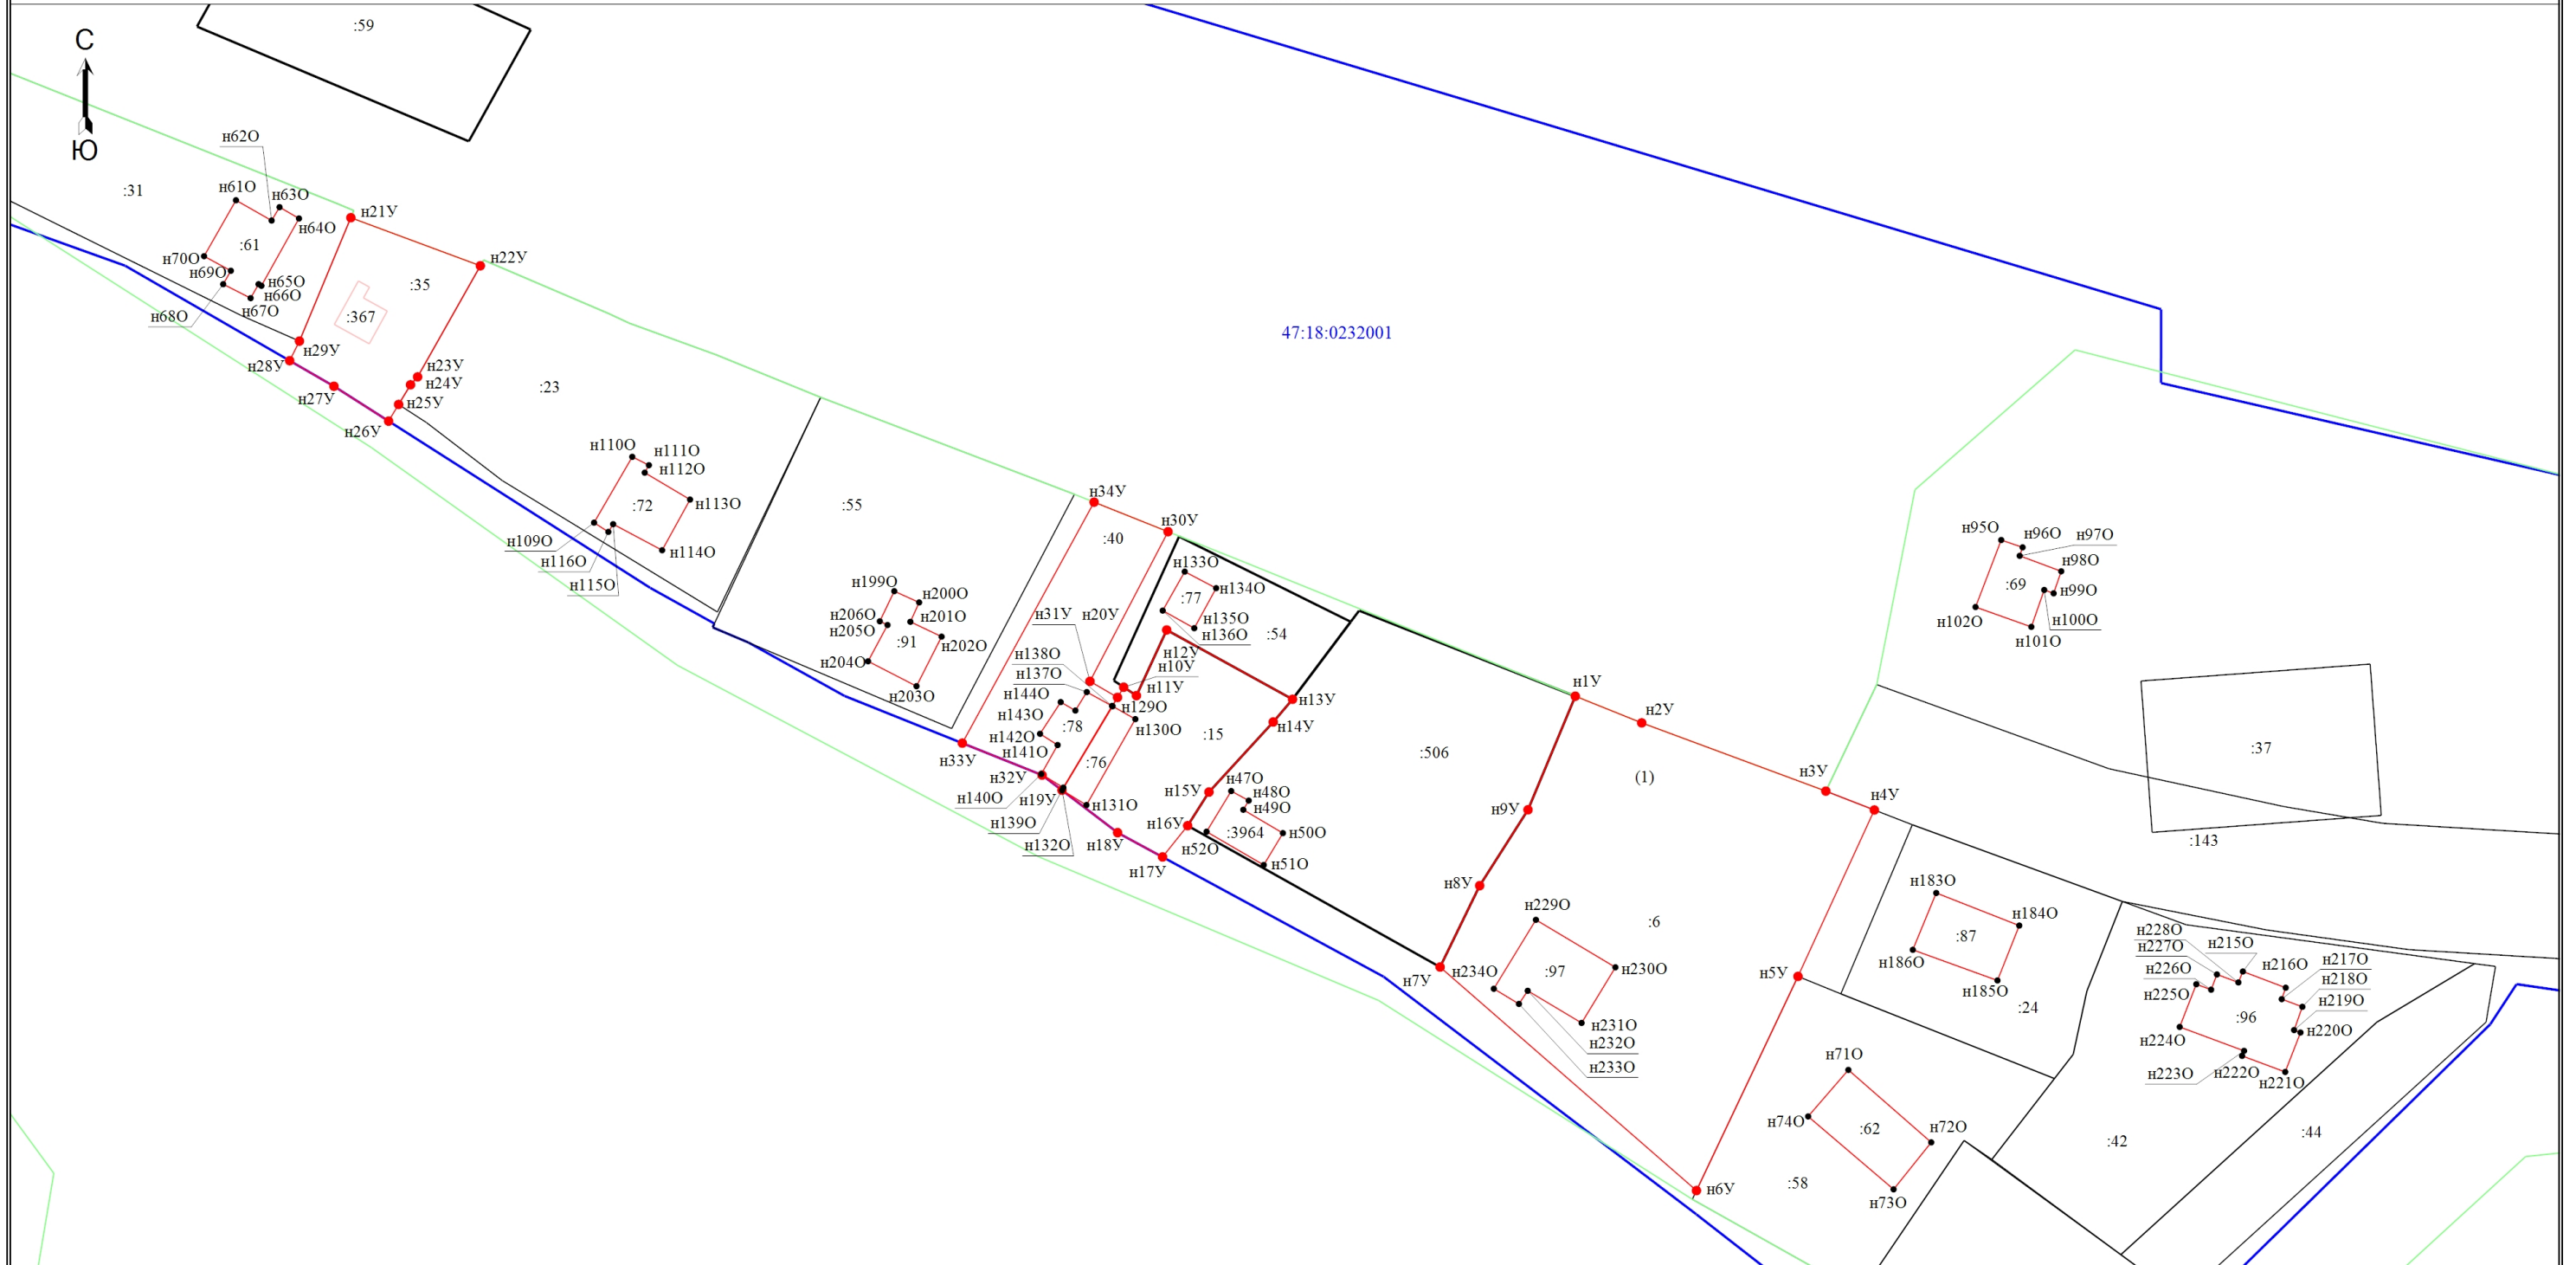 :59
С
Ю
н62О
:31
н61О
н63О
н64О
н21У
:61
н70О
н69О
н65О
н66О
н67О
н68О
н22У
:35
:367
н29У
н28У
н23У
н24У
н27У
н25У
н26У
47:18:0232001
:23
н110О
н111О
н112О
:72
н113О
н109О
н114О
н116О
н115О
:55
н34У
н30У
:40
н199О
н200О
н206О
н201О
н205О
:91
н202О
н204О
н203О
н133О
н134О
:77
н31У
н20У
н135О
н136О
:54
н138О
н12У
н10У
н137О
н11У
н144О
н129О
н143О
:78
н130О
н142О
н141О
:15
н13У
н14У
н33У
н32У
:76
н140О
н19У
н131О
н139О
н132О
н18У
н17У
н15У
н47О
н48О
н49О
н16У
:3964
н50О
н52О
н51О
:506
н1У
н2У
(1)
н3У
н4У
н9У
н8У
н7У
н229О
:6
н234О
:97
н230О
н231О
н232О
н233О
н5У
н6У
н95О
н96О
н97О
н98О
:69
н99О
н102О
н100О
н101О
:37
:143
н183О
н184О
:87
н186О
н185О
:24
н228О
н227О
н215О
н226О
н216О
н217О
н218О
н225О
н219О
:96
н220О
н224О
н223О
н222О
н221О
н71О
н74О
:62
н72О
н73О
:58
:42
:44